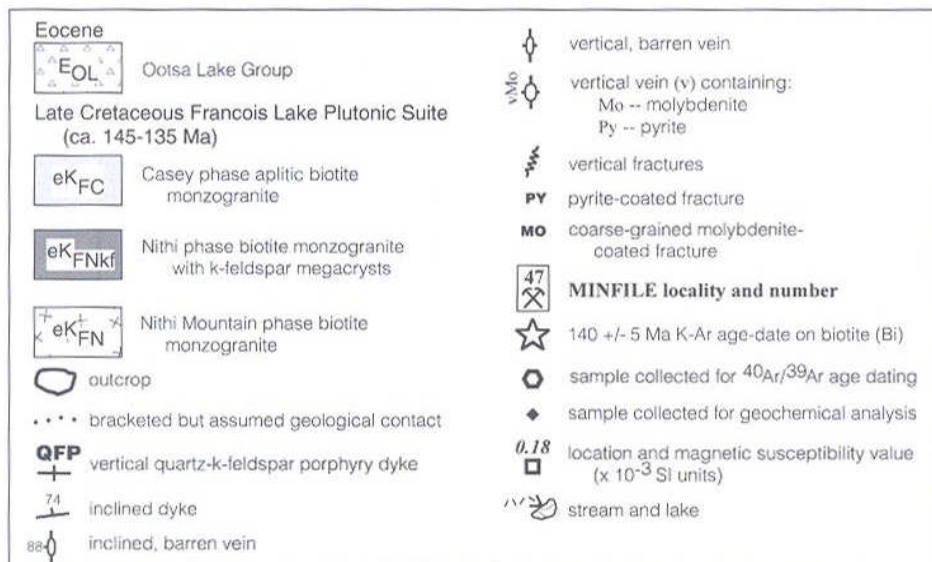 Eocene
EOL Ootsa Lake Group
Late Cretaceous Francois Lake Plutonic Suite
(ca. 145-135 Ma)
eKFC Casey phase aplitic biotite
monzogranite
eKFNkf Nithi phase biotite monzogranite
with k-feldspar megacrysts
eKFN Nithi Mountain phase biotite
monzogranite
outcrop
bracketed but assumed geological contact
QFP vertical quartz-k-feldspar porphyry dyke
74 inclined dyke
88 inclined, barren vein
vertical, barren vein
vMo vertical vein (v) containing:
Mo -- molybdenite
Py -- pyrite
vertical fractures
PY pyrite-coated fracture
MO coarse-grained molybdenite-
coated fracture
47 MINFILE locality and number
140 +/- 5 Ma K-Ar age-date on biotite (Bi)
sample collected for 40Ar/39Ar age dating
sample collected for geochemical analysis
0.18 location and magnetic susceptibility value
(x 10-3 SI units)
stream and lake